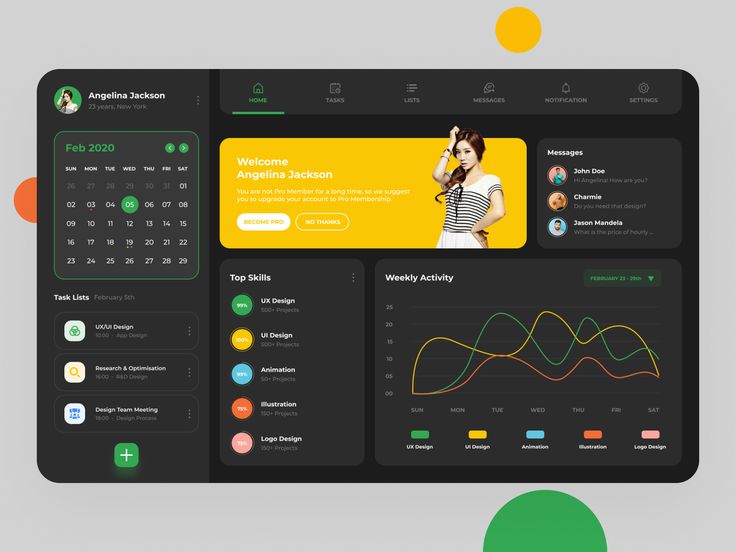 Angelina Jackson
23 years, New York
HOME
TASKS
LISTS
MESSAGES
NOTIFICATION
SETTINGS
Feb 2020
SUN MON TUE WED THU FRI SAT
26 27 28 29 30 31 01
02 03 04 05 06 07 08
09 10 11 12 13 14 15
16 17 18 19 20 21 22
23 24 25 26 27 28 29
Task Lists February 5th
UX/UI Design
10:00 - App Design
Research & Optimisation
16:00 - R&D Design
Design Team Meeting
18:00 - Design Process
Welcome
Angelina Jackson
You are not Pro Member for a long time, so we suggest
you to upgrade your account to Pro Membership.
BECOME PRO
NO THANKS
Messages
John Doe
Hi Angelina! How are you?
Charmie
Do you need that design?
Jason Mandela
What is the price of hourly ...
Top Skills
99%
UX Design
500+ Projects
100%
UI Design
500+ Projects
99%
Animation
50+ Projects
75%
Illustration
150+ Projects
75%
Logo Design
150+ Projects
Weekly Activity
FEBRUARY 23 - 29th
25
20
15
10
05
00
SUN MON TUE WED THU FRI SAT
UX Design
UI Design
Animation
Illustration
Logo Design